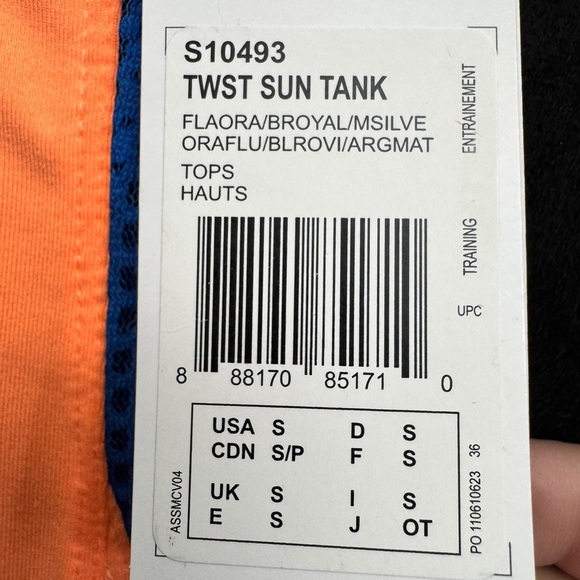 S10493
TWST SUN TANK
FLAORA/BROYAL/MSILVE
ORAFLU/BLROVI/ARGMAT
TOPS
HAUTS
ENTRAINEMENT
TRAINING
UPC
8 88170 85171 0
USA S D S
CDN S/P F S
UK S I S
E S J OT
ASSMCV04
PO 110610623 36